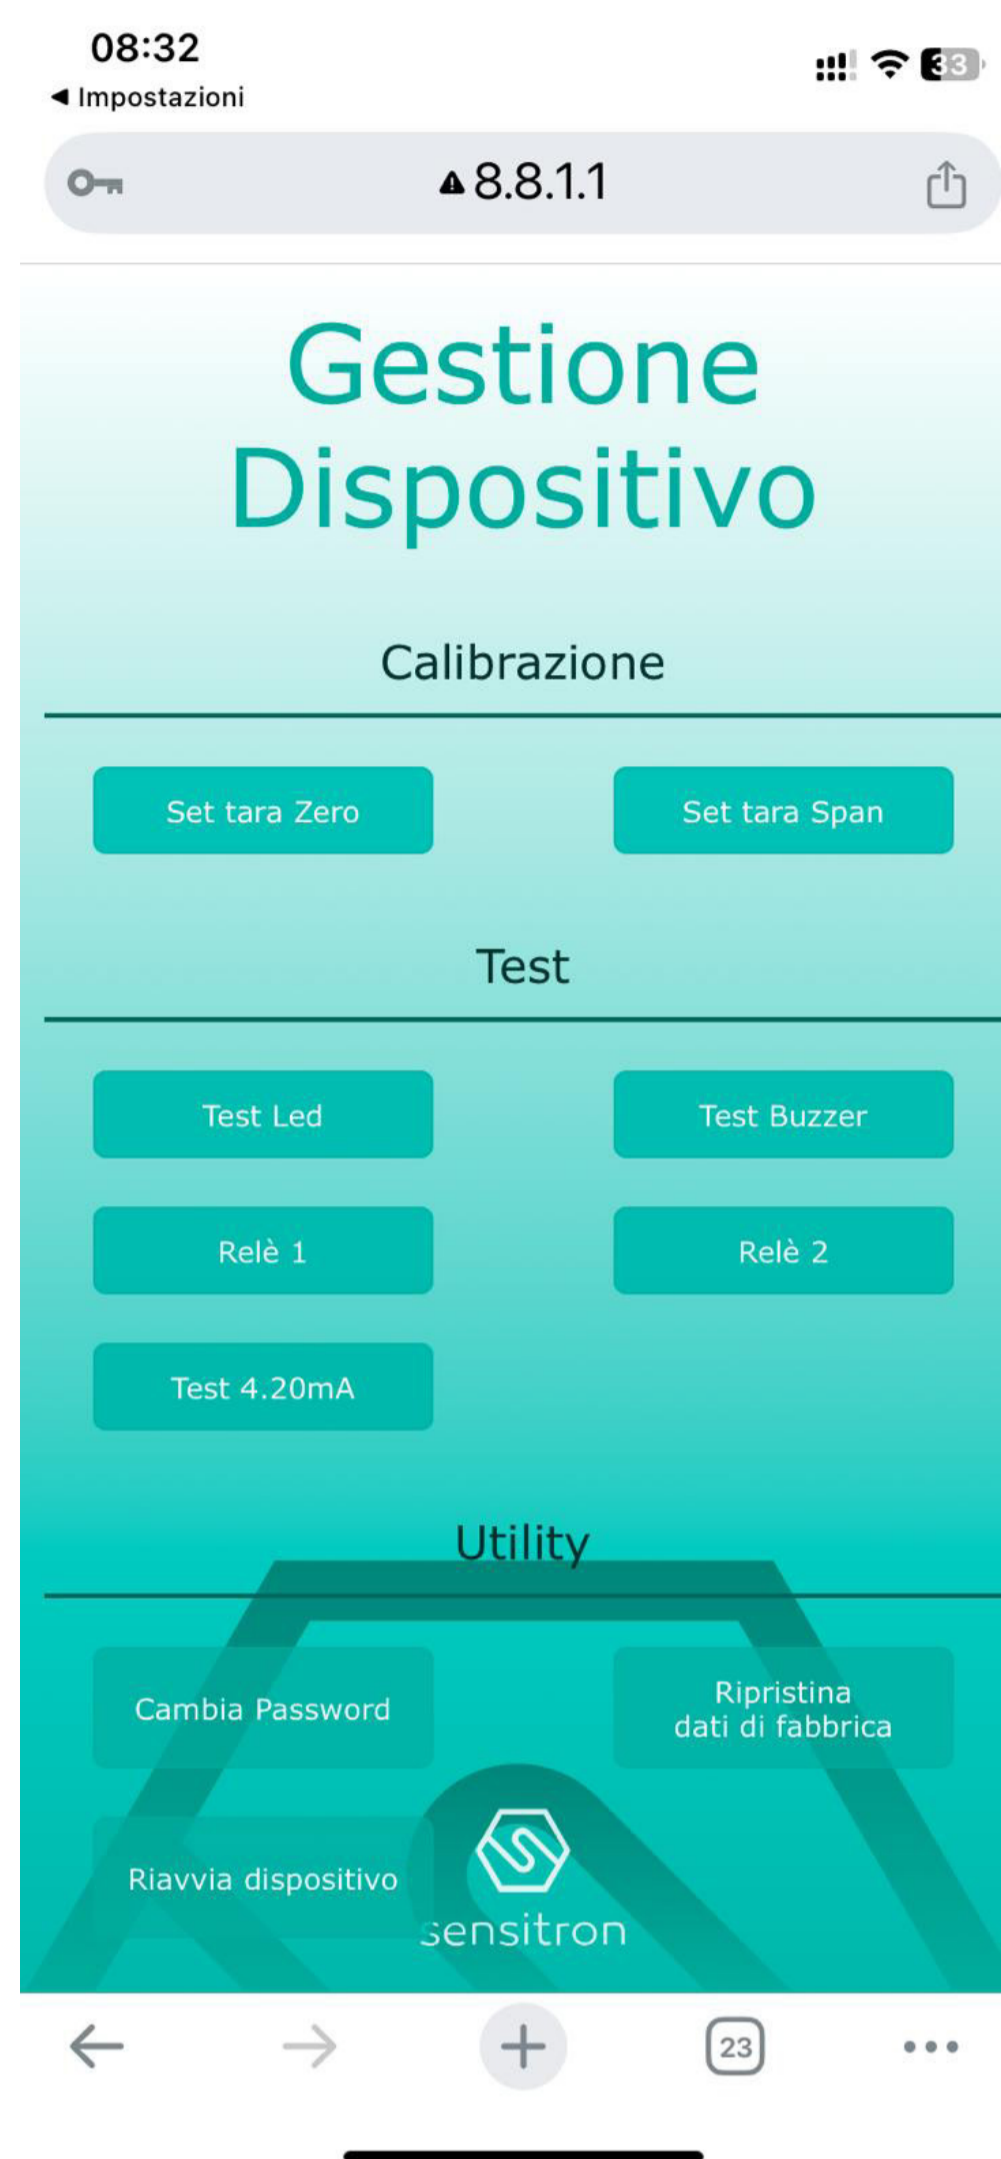 08:32
33
Impostazioni
8.8.1.1
Gestione
Dispositivo
Calibrazione
Set tara Zero
Set tara Span
Test
Test Led
Test Buzzer
Relè 1
Relè 2
Test 4.20mA
Utility
Cambia Password
Ripristina
dati di fabbrica
Riavvia dispositivo
sensitron
23